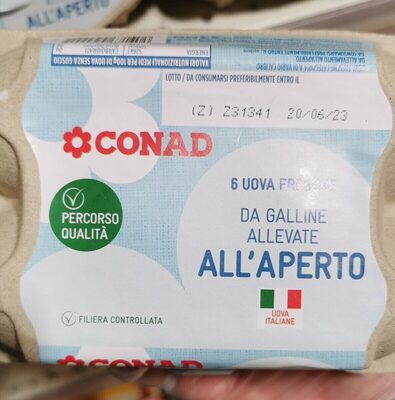 ALL'APERTO
VALORI NUTRIZIONALI MEDI PER 100g DI UOVA SENZA GUSCIO
ENERGIA
LOTTO / DA CONSUMARSI PREFERIBILMENTE ENTRO IL
(Z) Z31341 20/06/23
CONAD
PERCORSO
QUALITÀ
6 UOVA
DA GALLINE
ALLEVATE
ALL'APERTO
UOVA
ITALIANE
FILIERA CONTROLLATA
CONAD